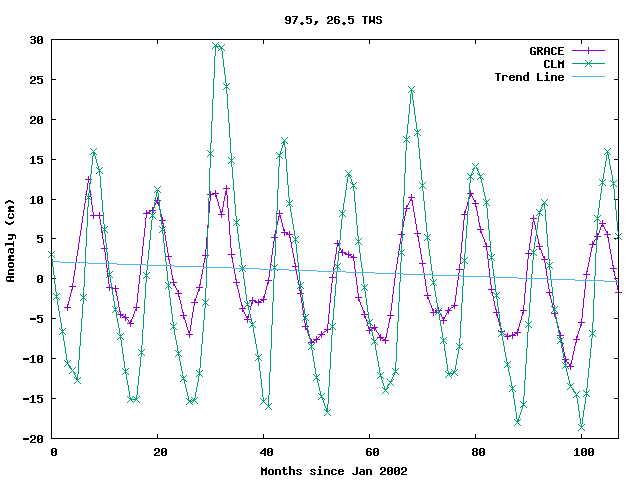 97.5, 26.5 TWS
GRACE
CLM
Trend Line
30
25
20
15
10
5
0
-5
-10
-15
-20
Anomaly (cm)
0 20 40 60 80 100
Months since Jan 2002